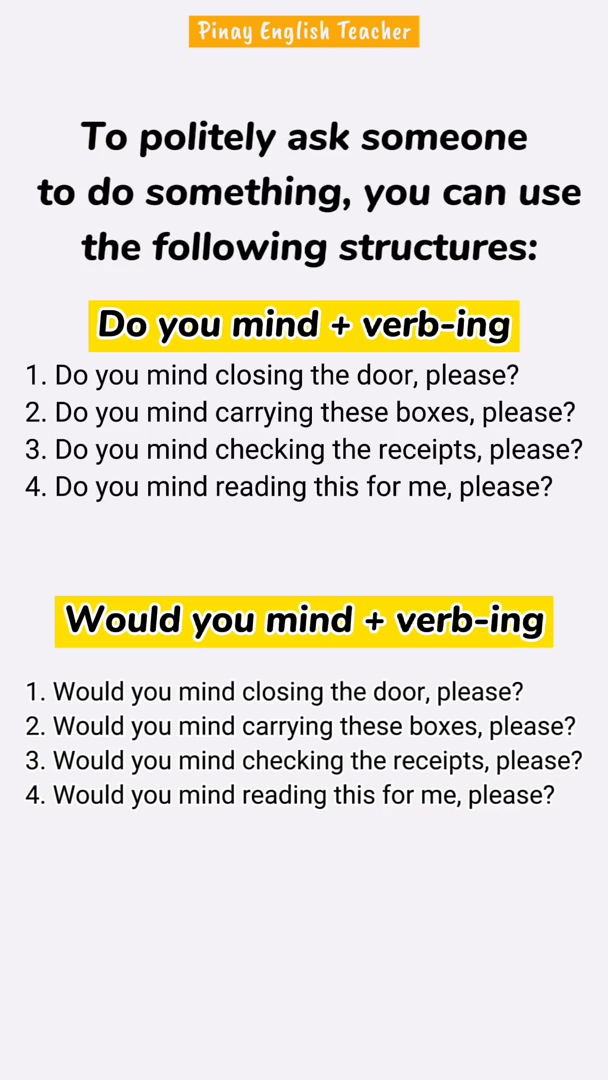 Pinay English Teacher
To politely ask someone
to do something, you can use
the following structures:
Do you mind + verb-ing
1. Do you mind closing the door, please?
2. Do you mind carrying these boxes, please?
3. Do you mind checking the receipts, please?
4. Do you mind reading this for me, please?
Would you mind + verb-ing
1. Would you mind closing the door, please?
2. Would you mind carrying these boxes, please?
3. Would you mind checking the receipts, please?
4. Would you mind reading this for me, please?